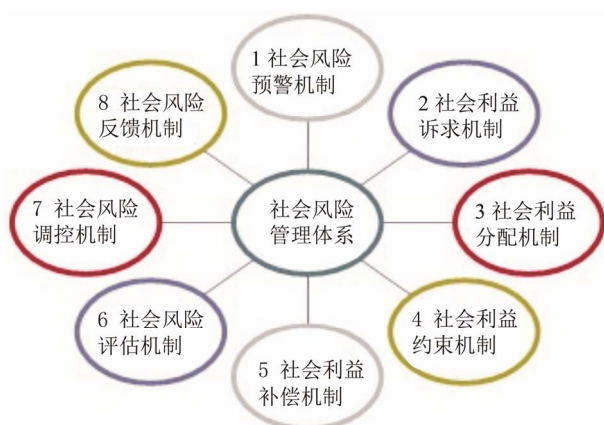 1 社会风险
预警机制
2 社会利益
诉求机制
3 社会利益
分配机制
4 社会利益
约束机制
5 社会利益
补偿机制
6 社会风险
评估机制
7 社会风险
调控机制
8 社会风险
反馈机制
社会风险
管理体系